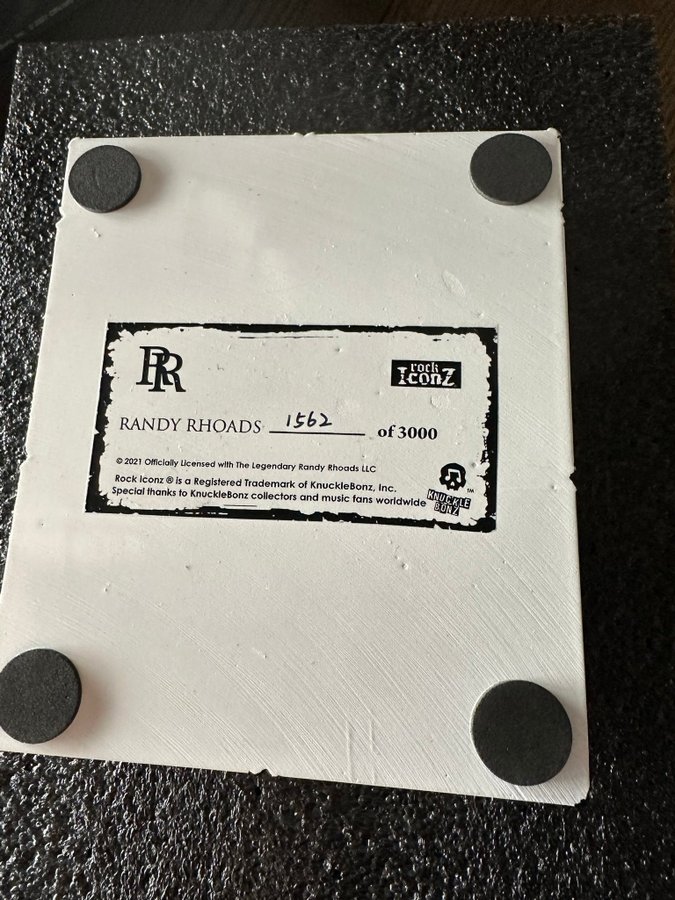 RR
rock
IconZ
RANDY RHOADS 1562 of 3000
© 2021 Officially Licensed with The Legendary Randy Rhoads LLC
Rock Iconz ® is a Registered Trademark of KnuckleBonz, Inc.
Special thanks to KnuckleBonz collectors and music fans worldwide
KNUCKLE
BONZ
TM